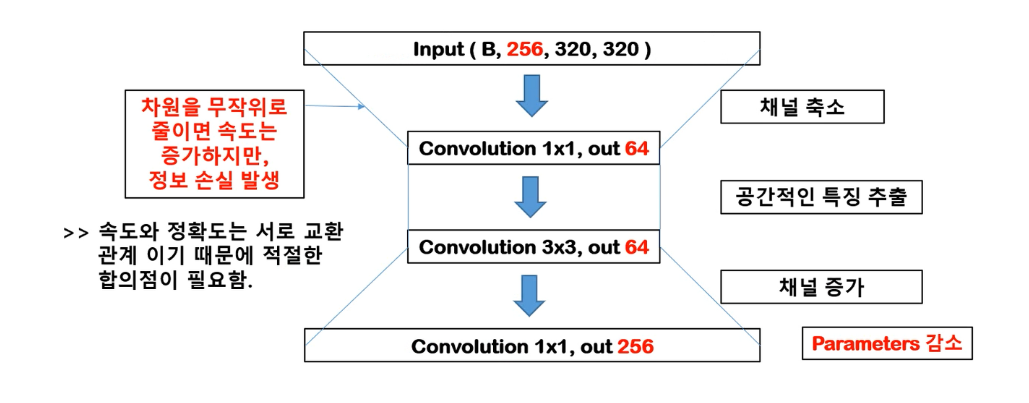 Input ( B, 256, 320, 320 )
차원을 무작위로
줄이면 속도는
증가하지만,
정보 손실 발생
채널 축소
Convolution 1x1, out 64
공간적인 특징 추출
>> 속도와 정확도는 서로 교환
관계 이기 때문에 적절한
합의점이 필요함.
Convolution 3x3, out 64
채널 증가
Convolution 1x1, out 256
Parameters 감소